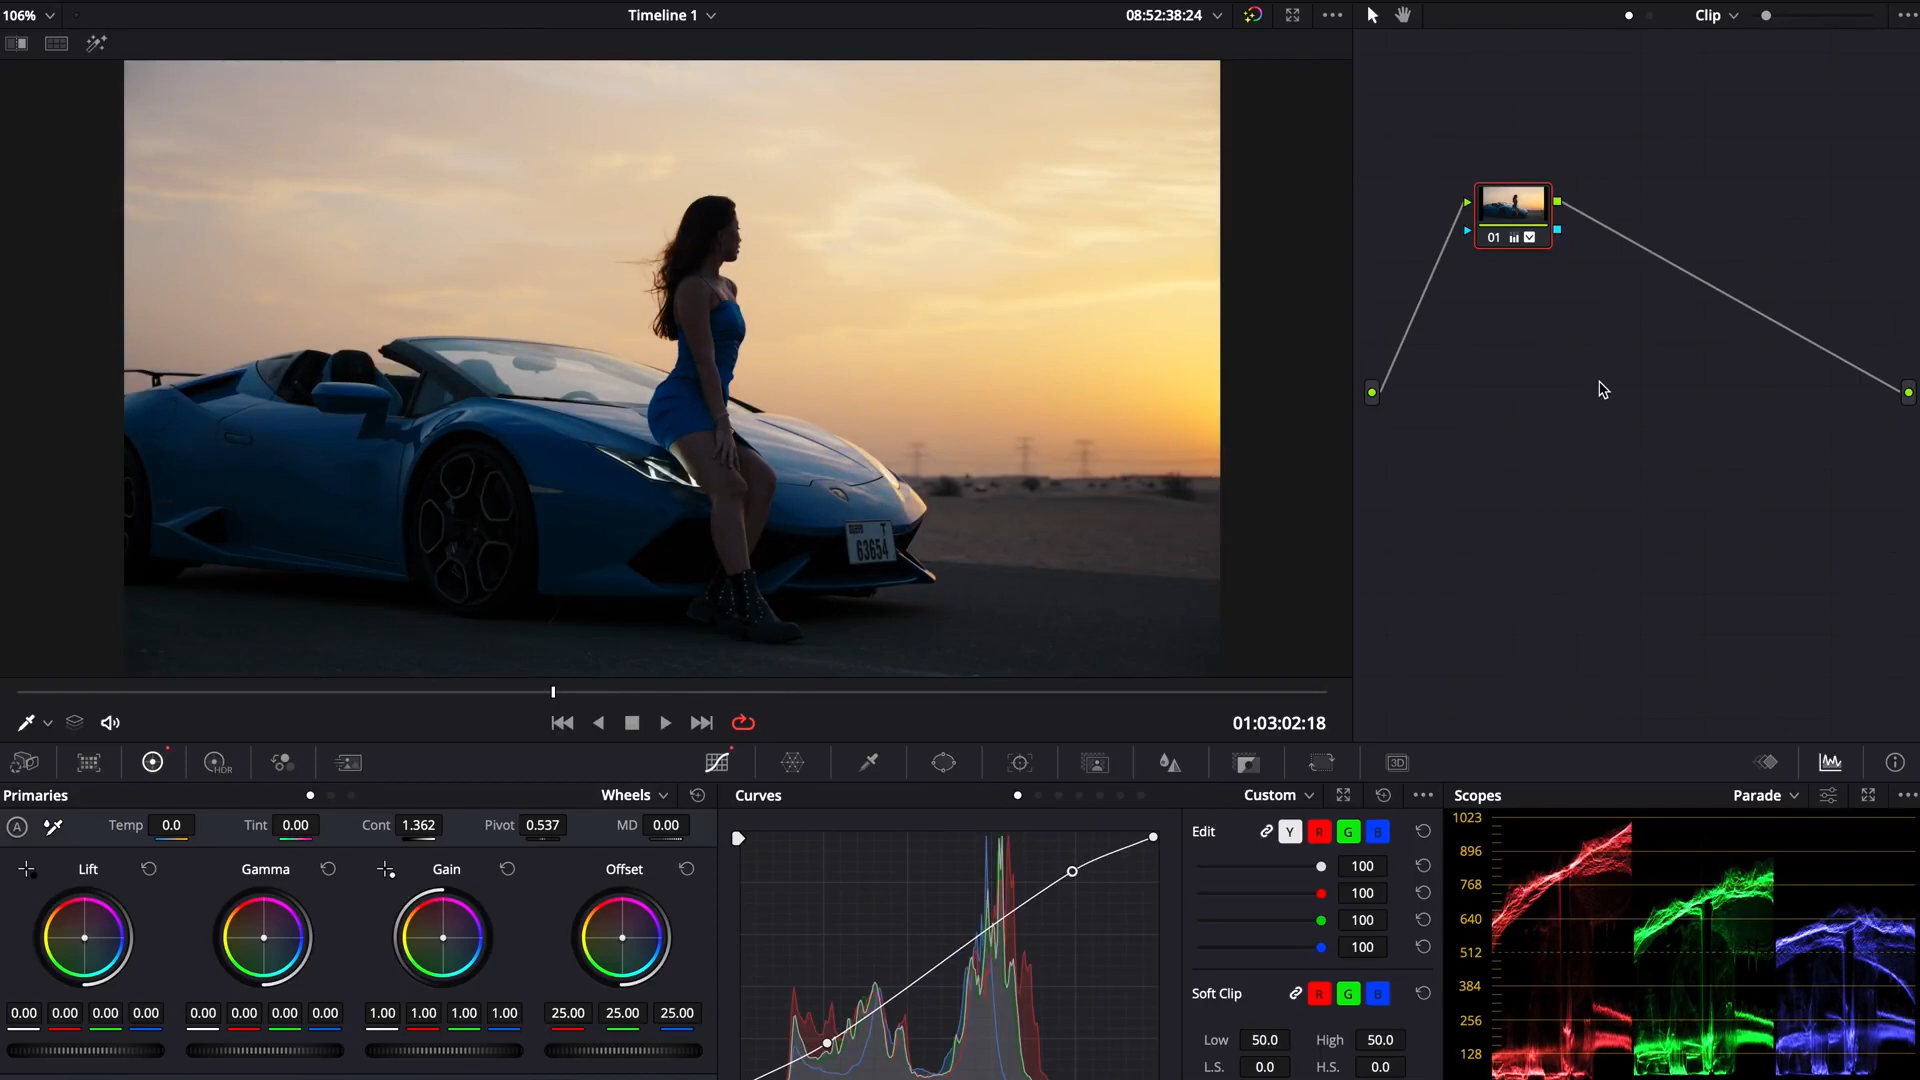 106%
Timeline 1
08:52:38:24
Clip
01
63654
01:03:02:18
HDR
3D
Primaries
Wheels
Curves
Custom
Scopes
Parade
A
Temp 0.0
Tint 0.00
Cont 1.362
Pivot 0.537
MD 0.00
Lift
Gamma
Gain
Offset
0.00 0.00 0.00 0.00
0.00 0.00 0.00 0.00
1.00 1.00 1.00 1.00
25.00 25.00 25.00
Edit
Y R G B
100
100
100
100
Soft Clip
R G B
Low 50.0
High 50.0
L.S. 0.0
H.S. 0.0
1023
896
768
640
512
384
256
128